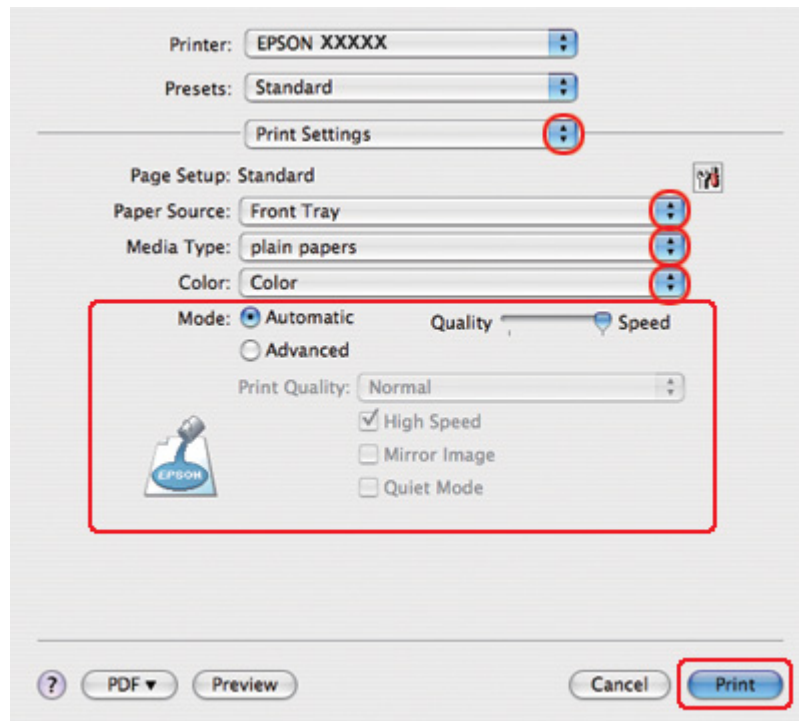 Printer: EPSON XXXXX
Presets: Standard
Print Settings
Page Setup: Standard
Paper Source: Front Tray
Media Type: plain papers
Color: Color
Mode: Automatic Quality Speed
Advanced
Print Quality: Normal
High Speed
EPSON
Mirror Image
Quiet Mode
? PDF▼ Preview Cancel Print